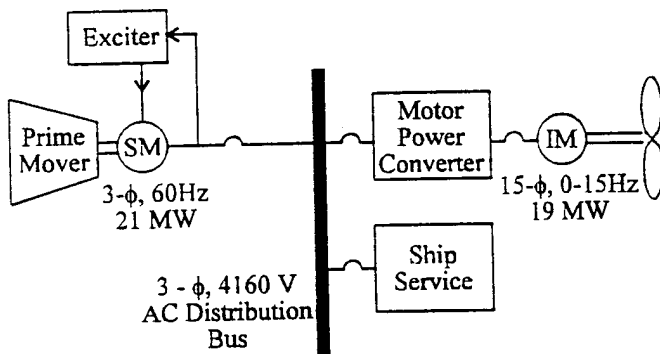 Exciter
Prime
Mover
SM
3-ϕ, 60Hz
21 MW
Motor
Power
Converter
IM
15-ϕ, 0-15Hz
19 MW
3 - ϕ, 4160 V
AC Distribution
Bus
Ship
Service